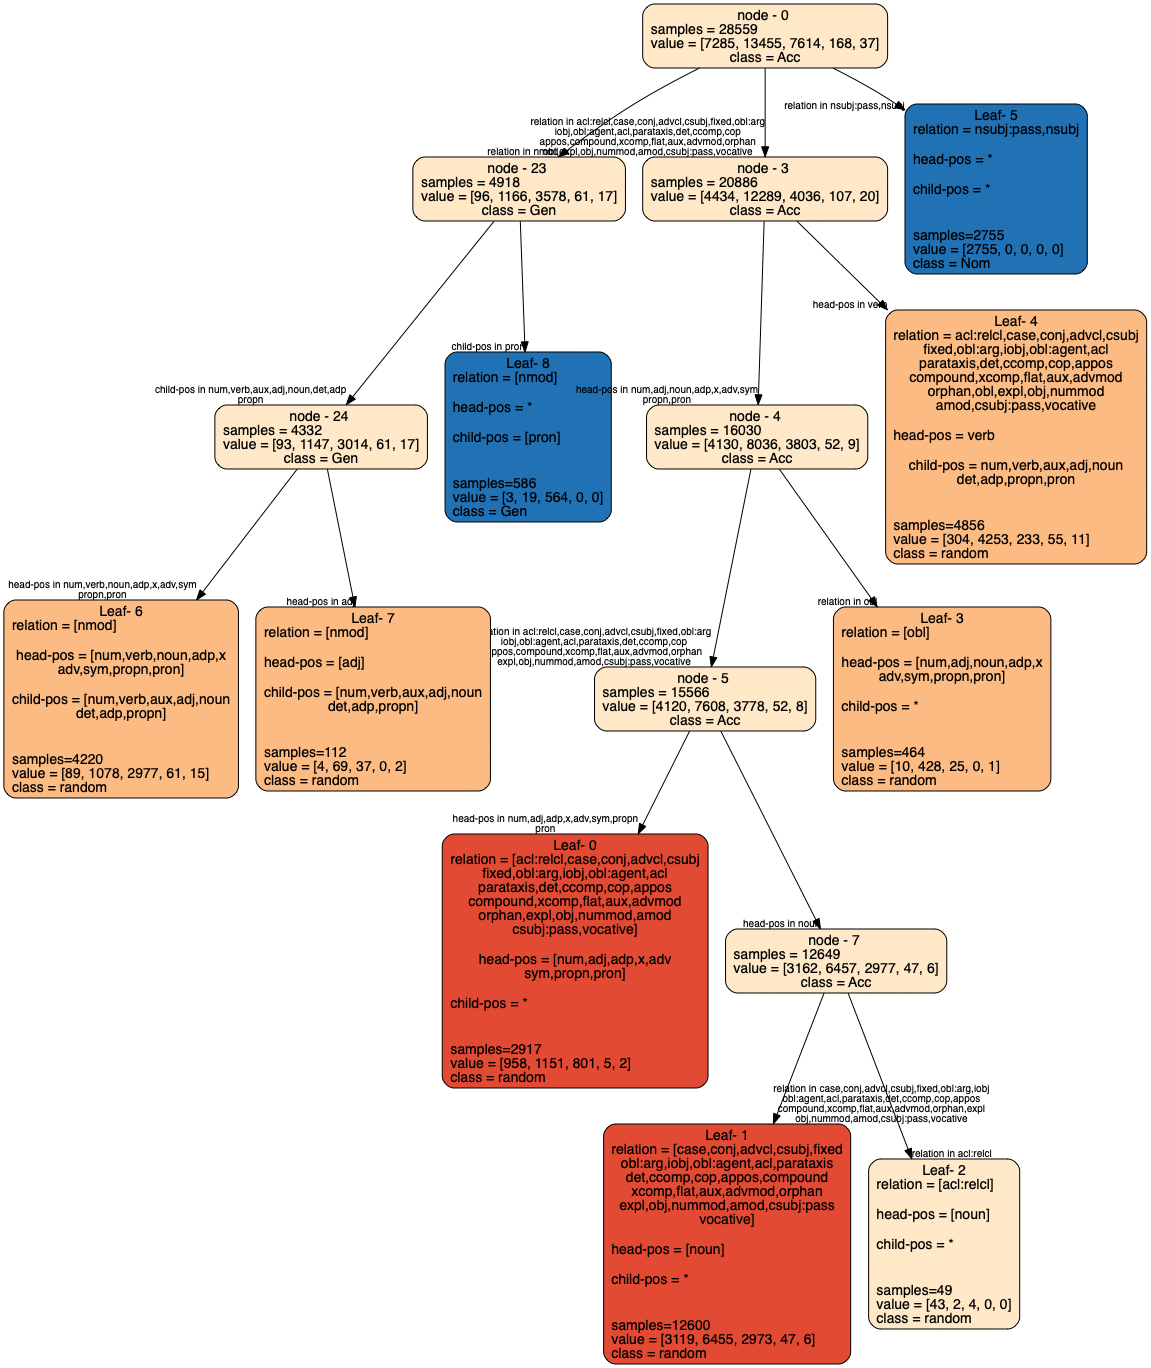 node - 0
samples = 28559
value = [7285, 13455, 7614, 168, 37]
class = Acc
relation in nsubj:pass,nsubj
relation in acl:relcl,case,conj,advcl,csubj,fixed,obl:arg
iobj,obl:agent,acl,parataxis,det,ccomp,cop
appos,compound,xcomp,flat,aux,advmod,orphan
obl,expl,obj,nummod,amod,csubj:pass,vocative
relation in nmod
Leaf- 5
relation = nsubj:pass,nsubj
head-pos = *
child-pos = *
samples=2755
value = [2755, 0, 0, 0, 0]
class = Nom
node - 23
samples = 4918
value = [96, 1166, 3578, 61, 17]
class = Gen
node - 3
samples = 20886
value = [4434, 12289, 4036, 107, 20]
class = Acc
head-pos in verb
Leaf- 4
relation = acl:relcl,case,conj,advcl,csubj
fixed,obl:arg,iobj,obl:agent,acl
parataxis,det,ccomp,cop,appos
compound,xcomp,flat,aux,advmod
orphan,obl,expl,obj,nummod
amod,csubj:pass,vocative
head-pos = verb
child-pos = num,verb,aux,adj,noun
det,adp,propn,pron
samples=4856
value = [304, 4253, 233, 55, 11]
class = random
child-pos in pron
Leaf- 8
relation = [nmod]
head-pos = *
child-pos = [pron]
samples=586
value = [3, 19, 564, 0, 0]
class = Gen
child-pos in num,verb,aux,adj,noun,det,adp
propn
node - 24
samples = 4332
value = [93, 1147, 3014, 61, 17]
class = Gen
head-pos in num,adj,noun,adp,x,adv,sym
propn,pron
node - 4
samples = 16030
value = [4130, 8036, 3803, 52, 9]
class = Acc
head-pos in num,verb,noun,adp,x,adv,sym
propn,pron
Leaf- 6
relation = [nmod]
head-pos = [num,verb,noun,adp,x
adv,sym,propn,pron]
child-pos = [num,verb,aux,adj,noun
det,adp,propn]
samples=4220
value = [89, 1078, 2977, 61, 15]
class = random
head-pos in adj
Leaf- 7
relation = [nmod]
head-pos = [adj]
child-pos = [num,verb,aux,adj,noun
det,adp,propn]
samples=112
value = [4, 69, 37, 0, 2]
class = random
in acl:relcl,case,conj,advcl,csubj,fixed,obl:arg
iobj,obl:agent,acl,parataxis,det,ccomp,cop
appos,compound,xcomp,flat,aux,advmod,orphan
expl,obj,nummod,amod,csubj:pass,vocative
node - 5
samples = 15566
value = [4120, 7608, 3778, 52, 8]
class = Acc
relation in obl
Leaf- 3
relation = [obl]
head-pos = [num,adj,noun,adp,x
adv,sym,propn,pron]
child-pos = *
samples=464
value = [10, 428, 25, 0, 1]
class = random
head-pos in num,adj,adp,x,adv,sym,propn
pron
Leaf- 0
relation = [acl:relcl,case,conj,advcl,csubj
fixed,obl:arg,iobj,obl:agent,acl
parataxis,det,ccomp,cop,appos
compound,xcomp,flat,aux,advmod
orphan,expl,obj,nummod,amod
csubj:pass,vocative]
head-pos = [num,adj,adp,x,adv
sym,propn,pron]
child-pos = *
samples=2917
value = [958, 1151, 801, 5, 2]
class = random
head-pos in noun
node - 7
samples = 12649
value = [3162, 6457, 2977, 47, 6]
class = Acc
relation in case,conj,advcl,csubj,fixed,obl:arg,iobj
obl:agent,acl,parataxis,det,ccomp,cop,appos
compound,xcomp,flat,aux,advmod,orphan,expl
obj,nummod,amod,csubj:pass,vocative
Leaf- 1
relation = [case,conj,advcl,csubj,fixed
obl:arg,iobj,obl:agent,acl,parataxis
det,ccomp,cop,appos,compound
xcomp,flat,aux,advmod,orphan
expl,obj,nummod,amod,csubj:pass
vocative]
head-pos = [noun]
child-pos = *
samples=12600
value = [3119, 6455, 2973, 47, 6]
class = random
relation in acl:relcl
Leaf- 2
relation = [acl:relcl]
head-pos = [noun]
child-pos = *
samples=49
value = [43, 2, 4, 0, 0]
class = random